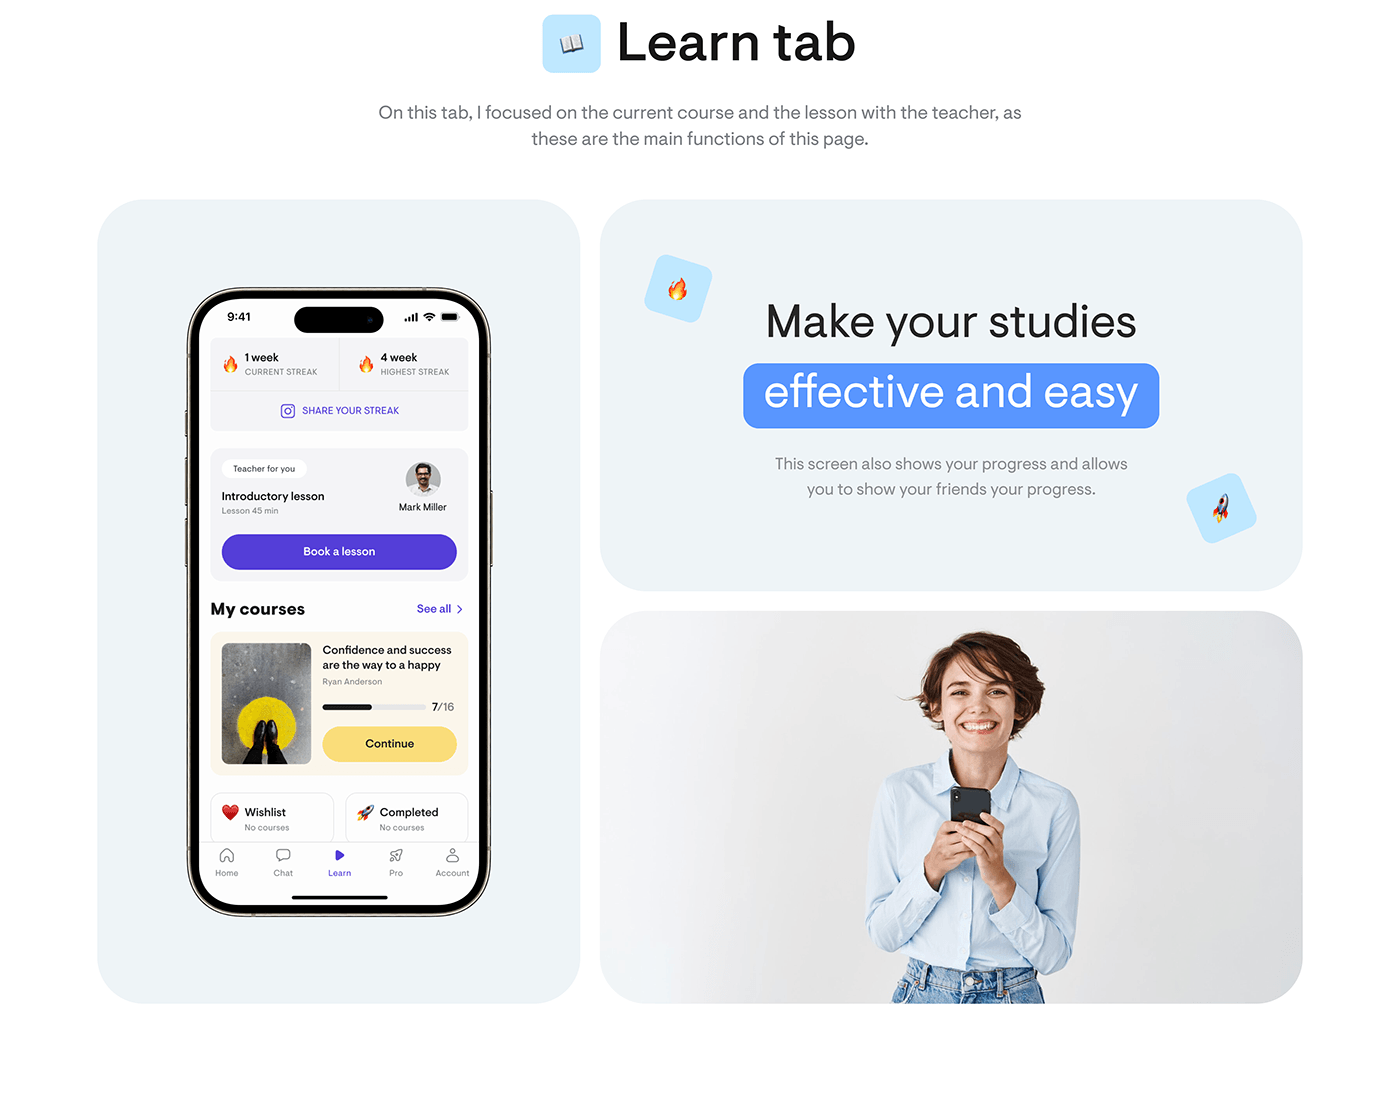 Learn tab
On this tab, I focused on the current course and the lesson with the teacher, as
these are the main functions of this page.
9:41
1 week
CURRENT STREAK
4 week
HIGHEST STREAK
SHARE YOUR STREAK
Teacher for you
Introductory lesson
Lesson 45 min
Mark Miller
Book a lesson
My courses
See all
Confidence and success
are the way to a happy
Ryan Anderson
7/16
Continue
Wishlist
No courses
Completed
No courses
Home
Chat
Learn
Pro
Account
Make your studies
effective and easy
This screen also shows your progress and allows
you to show your friends your progress.